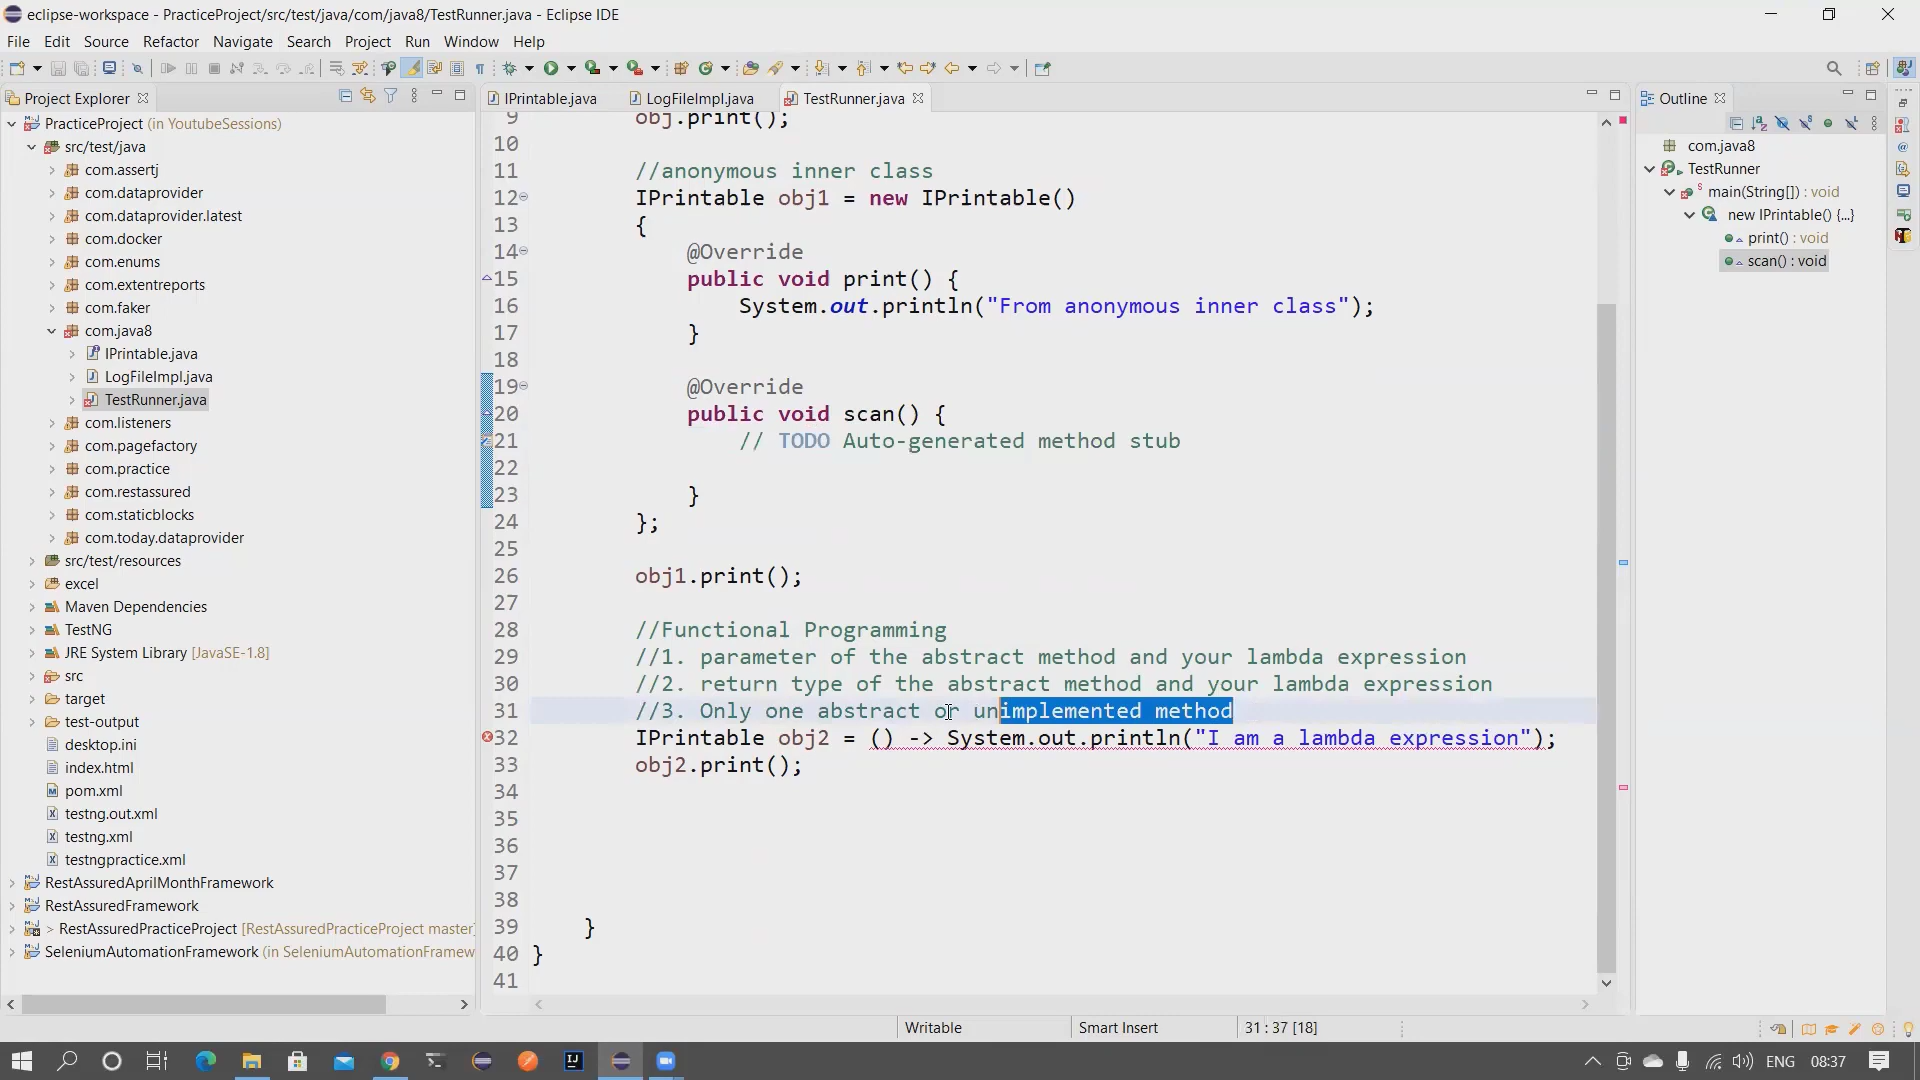 eclipse-workspace - PracticeProject/src/test/java/com/java8/TestRunner.java - Eclipse IDE
File Edit Source Refactor Navigate Search Project Run Window Help
Project Explorer
PracticeProject (in YoutubeSessions)
src/test/java
com.assertj
com.dataprovider
com.dataprovider.latest
com.docker
com.enums
com.extentreports
com.faker
com.java8
IPrintable.java
LogFileImpl.java
TestRunner.java
com.listeners
com.pagefactory
com.practice
com.restassured
com.staticblocks
com.today.dataprovider
src/test/resources
excel
Maven Dependencies
TestNG
JRE System Library [JavaSE-1.8]
src
target
test-output
desktop.ini
index.html
pom.xml
testng.out.xml
testng.xml
testngpractice.xml
RestAssuredAprilMonthFramework
RestAssuredFramework
> RestAssuredPracticeProject [RestAssuredPracticeProject master]
SeleniumAutomationFramework (in SeleniumAutomationFramew
IPrintable.java LogFileImpl.java TestRunner.java
9 obj.print();
10
11 //anonymous inner class
12 IPrintable obj1 = new IPrintable()
13 {
14 @Override
15 public void print() {
16 System.out.println("From anonymous inner class");
17 }
18
19 @Override
20 public void scan() {
21 // TODO Auto-generated method stub
22
23 }
24 };
25
26 obj1.print();
27
28 //Functional Programming
29 //1. parameter of the abstract method and your lambda expression
30 //2. return type of the abstract method and your lambda expression
31 //3. Only one abstract or unimplemented method
32 IPrintable obj2 = () -> System.out.println("I am a lambda expression");
33 obj2.print();
34
35
36
37
38
39 }
40 }
41
Outline
com.java8
TestRunner
main(String[]) : void
new IPrintable() {...}
print() : void
scan() : void
Writable Smart Insert 31 : 37 [18]
ENG 08:37